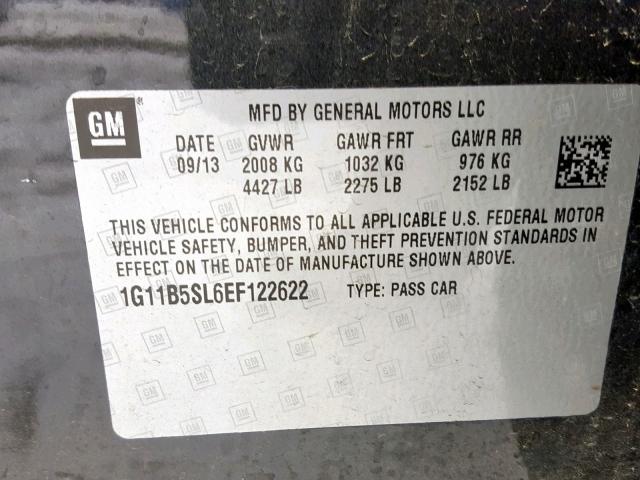 GM
MFD BY GENERAL MOTORS LLC
DATE GVWR GAWR FRT GAWR RR
09/13 2008 KG 1032 KG 976 KG
4427 LB 2275 LB 2152 LB
THIS VEHICLE CONFORMS TO ALL APPLICABLE U.S. FEDERAL MOTOR
VEHICLE SAFETY, BUMPER, AND THEFT PREVENTION STANDARDS IN
EFFECT ON THE DATE OF MANUFACTURE SHOWN ABOVE.
1G11B5SL6EF122622 TYPE: PASS CAR